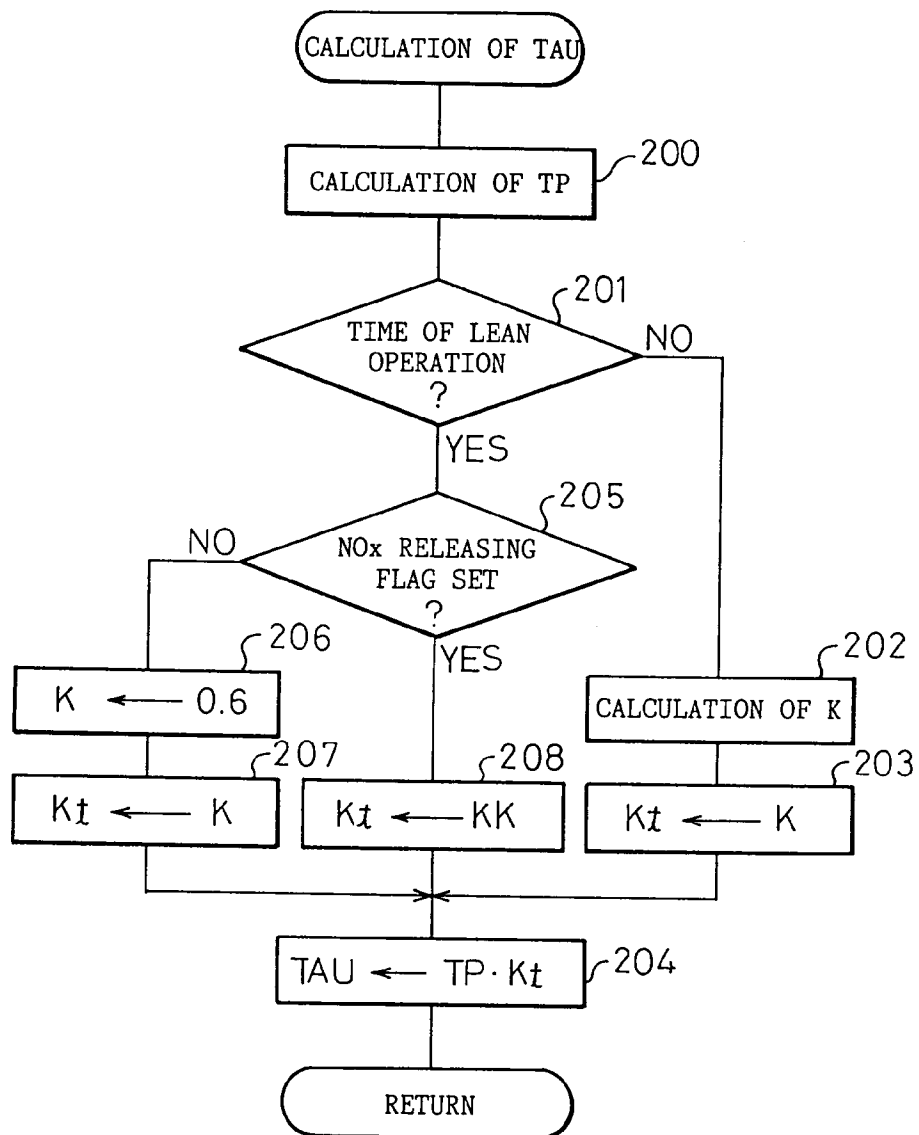 CALCULATION OF TAU
CALCULATION OF TP
200
TIME OF LEAN
OPERATION
?
201
NO
YES
NOx RELEASING
FLAG SET
?
205
NO
YES
K ← 0.6
206
Kt ← K
207
Kt ← KK
208
CALCULATION OF K
202
Kt ← K
203
TAU ← TP · Kt
204
RETURN